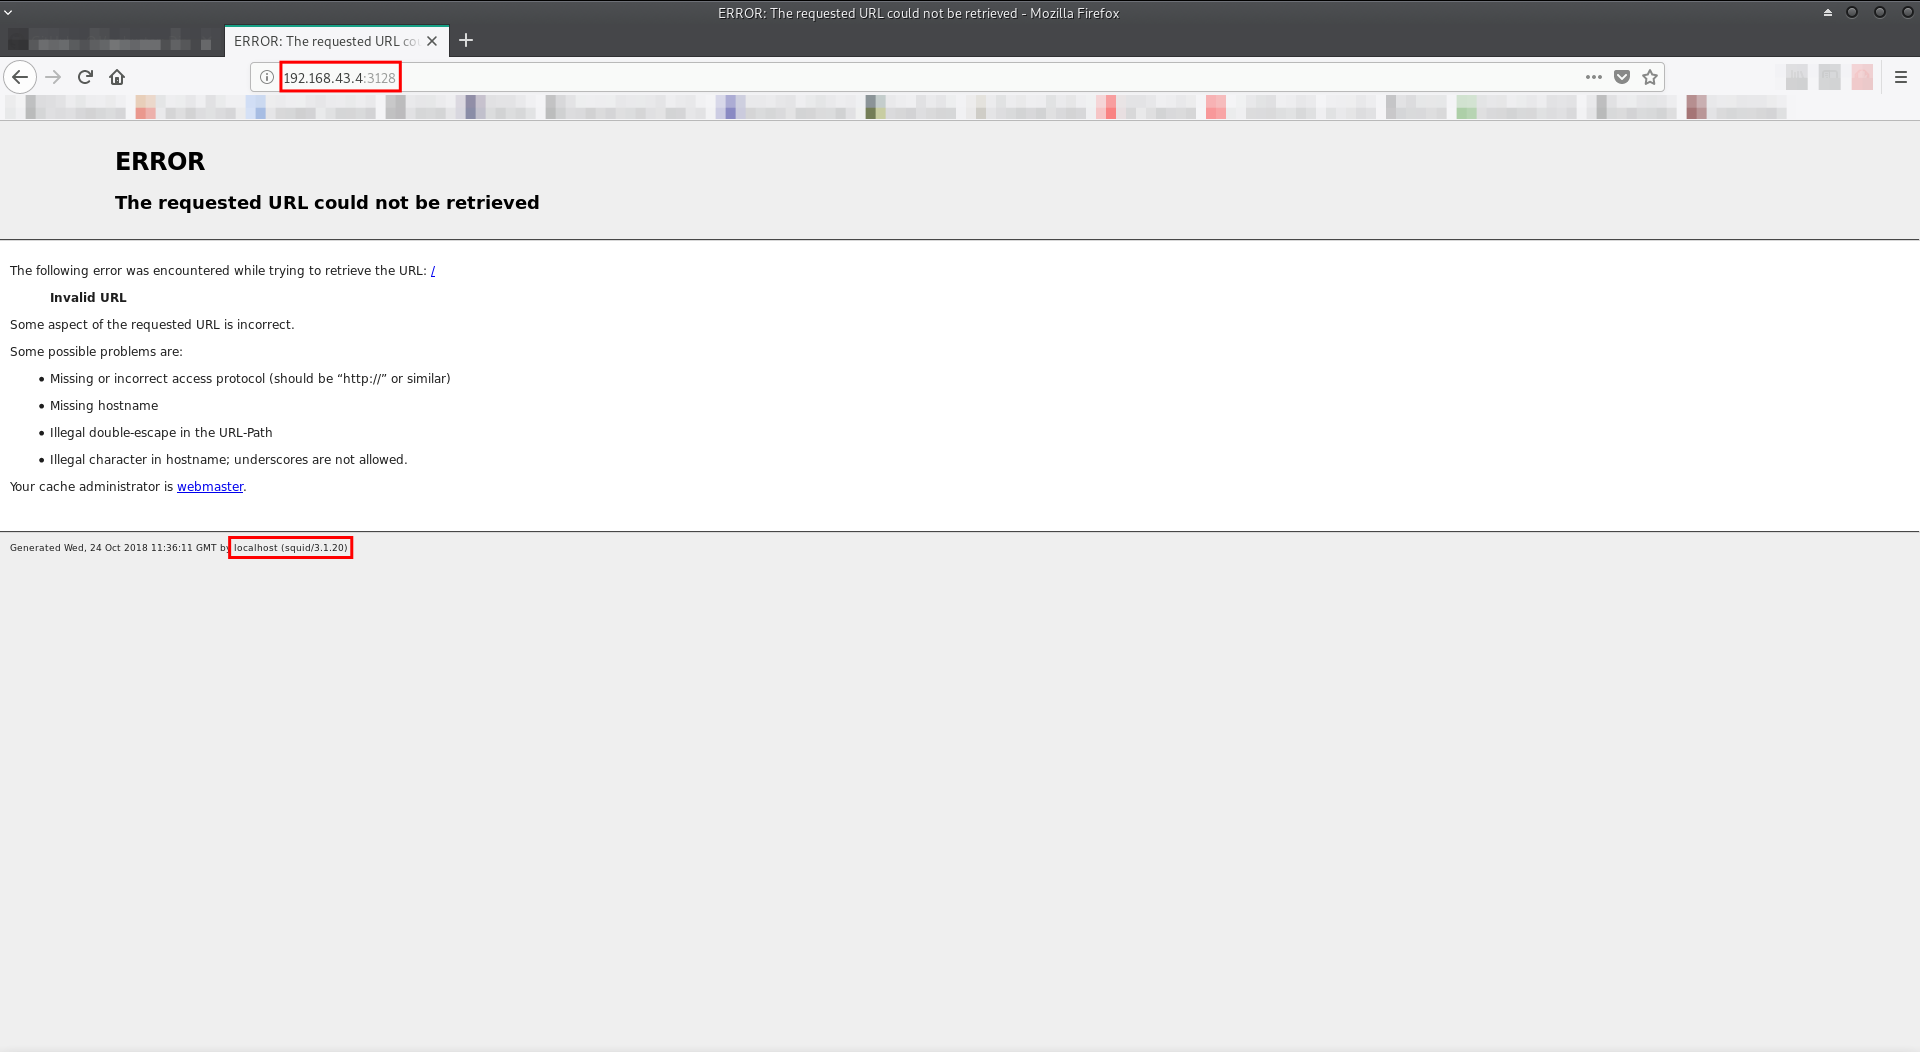 ERROR: The requested URL could not be retrieved - Mozilla Firefox
ERROR: The requested URL co
192.168.43.4:3128
ERROR
The requested URL could not be retrieved
The following error was encountered while trying to retrieve the URL: /
Invalid URL
Some aspect of the requested URL is incorrect.
Some possible problems are:
• Missing or incorrect access protocol (should be “http://” or similar)
• Missing hostname
• Illegal double-escape in the URL-Path
• Illegal character in hostname; underscores are not allowed.
Your cache administrator is webmaster.
Generated Wed, 24 Oct 2018 11:36:11 GMT by localhost (squid/3.1.20)